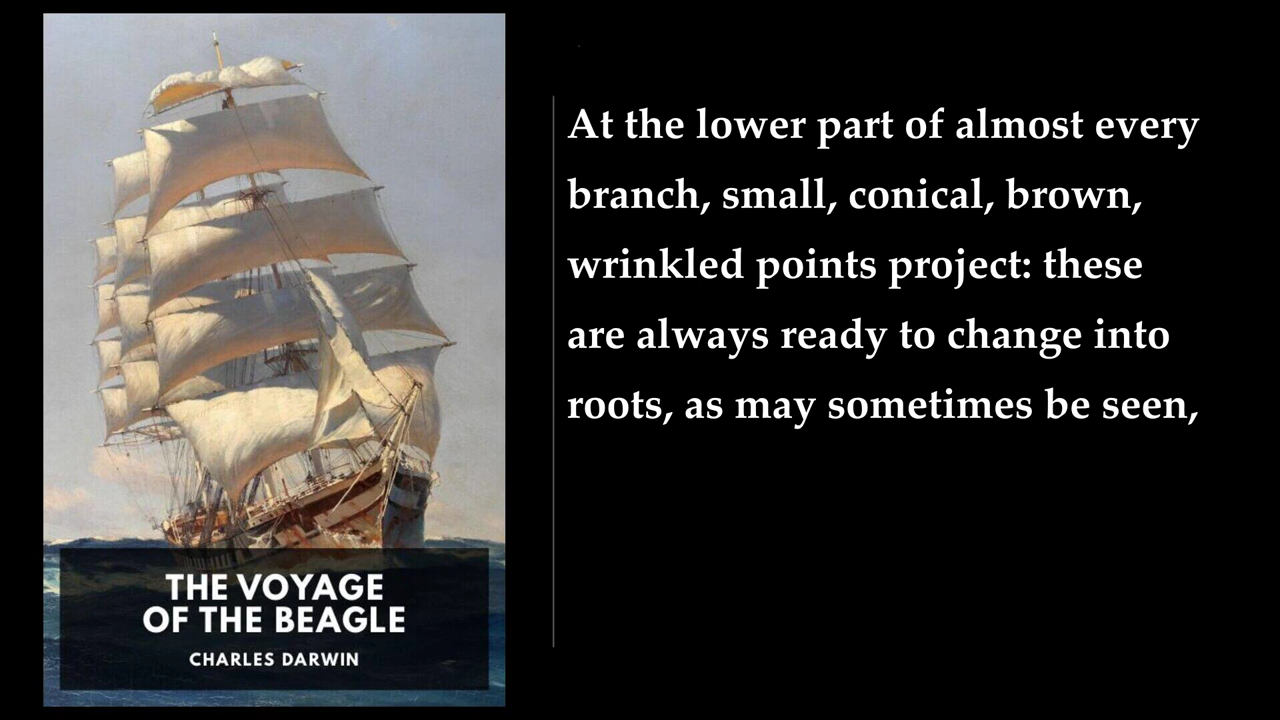 THE VOYAGE
OF THE BEAGLE
CHARLES DARWIN
At the lower part of almost every
branch, small, conical, brown,
wrinkled points project: these
are always ready to change into
roots, as may sometimes be seen,